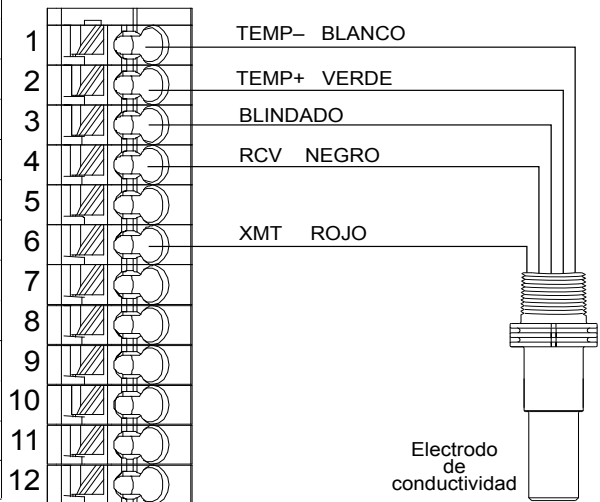 1 TEMP– BLANCO
2 TEMP+ VERDE
3 BLINDADO
4 RCV NEGRO
5
6 XMT ROJO
7
8
9
10
11
12
Electrodo
de
conductividad